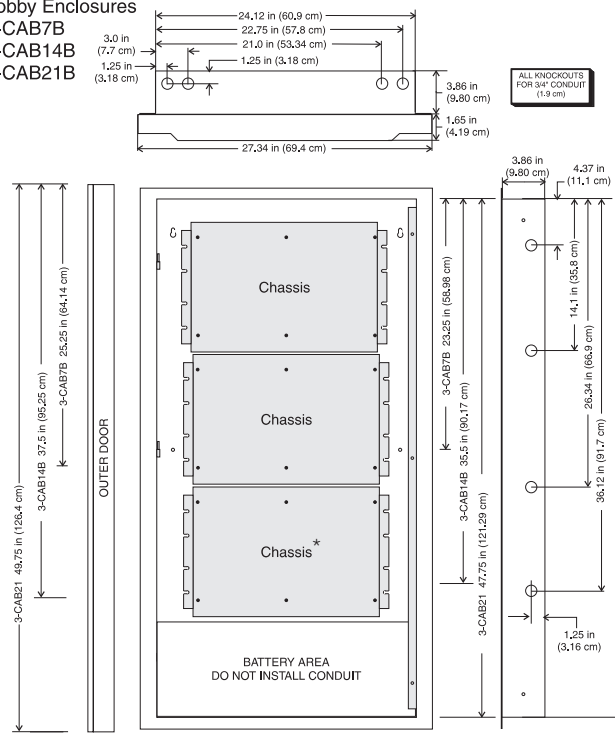 obby Enclosures
-CAB7B
-CAB14B
-CAB21B
24.12 in (60.9 cm)
22.75 in (57.8 cm)
21.0 in (53.34 cm)
3.0 in
(7.7 cm)
1.25 in
(3.18 cm)
1.25 in (3.18 cm)
3.86 in
(9.80 cm)
1.65 in
(4.19 cm)
27.34 in (69.4 cm)
ALL KNOCKOUTS
FOR 3/4" CONDUIT
(1.9 cm)
3.86 in
(9.80 cm)
4.37 in
(11.1 cm)
3-CAB21 49.75 in (126.4 cm)
3-CAB14B 37.5 in (95.25 cm)
3-CAB7B 25.25 in (64.14 cm)
OUTER DOOR
Chassis
Chassis
Chassis*
BATTERY AREA
DO NOT INSTALL CONDUIT
3-CAB7B 23.25 in (58.98 cm)
3-CAB14B 35.5 in (90.17 cm)
3-CAB21 47.75 in (121.29 cm)
14.1 in (35.8 cm)
26.34 in (66.9 cm)
36.12 in (91.7 cm)
1.25 in
(3.16 cm)